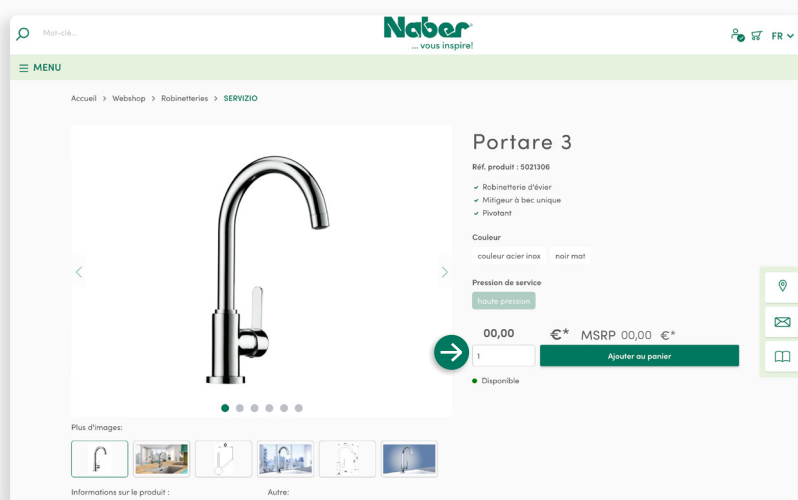 Mot-clé...
Naber®
... vous inspire!
FR
MENU
Accueil > Webshop > Robinetteries > SERVIZIO
Portare 3
Réf. produit : 5021306
Robinetterie d'évier
Mitigeur à bec unique
Pivotant
Couleur
couleur acier inox noir mat
Pression de service
haute pression
00,00 €* MSRP 00,00 €*
1 Ajouter au panier
Disponible
Plus d'images:
Informations sur le produit : Autre: